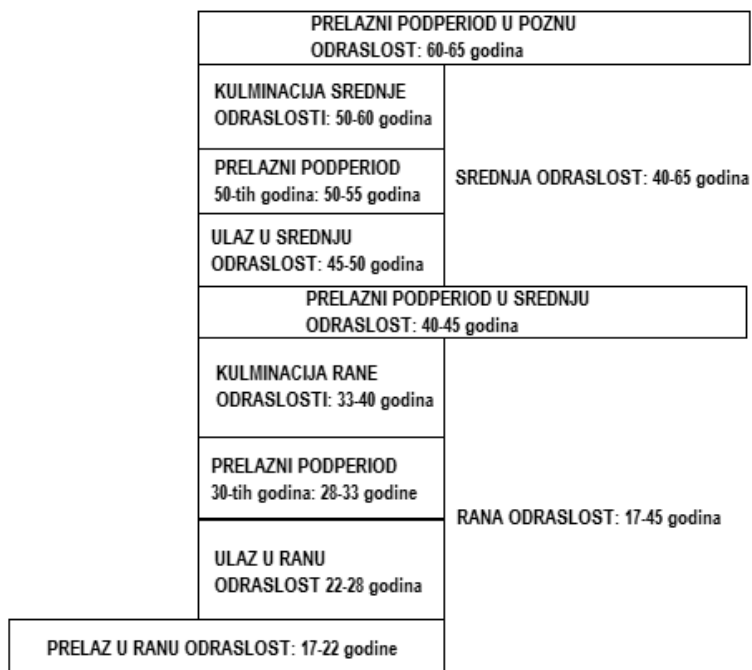 PRELAZNI PODPERIOD U POZNU
ODRASLOST: 60-65 godina
KULMINACIJA SREDNJE
ODRASLOSTI: 50-60 godina
PRELAZNI PODPERIOD
50-tih godina: 50-55 godina
SREDNJA ODRASLOST: 40-65 godina
ULAZ U SREDNJU
ODRASLOST: 45-50 godina
PRELAZNI PODPERIOD U SREDNJU
ODRASLOST: 40-45 godina
KULMINACIJA RANE
ODRASLOSTI: 33-40 godina
PRELAZNI PODPERIOD
30-tih godina: 28-33 godine
RANA ODRASLOST: 17-45 godina
ULAZ U RANU
ODRASLOST 22-28 godina
PRELAZ U RANU ODRASLOST: 17-22 godine